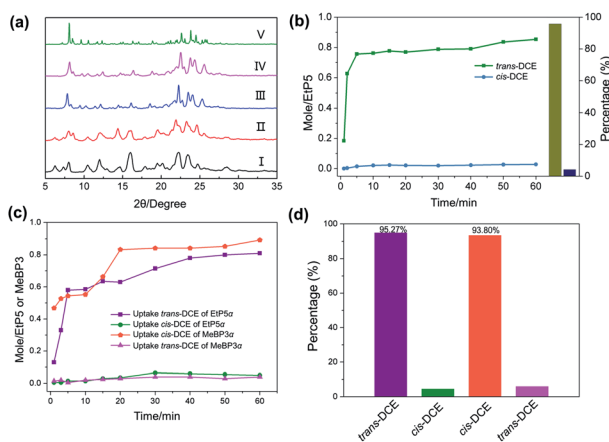 (a)
V
IV
III
II
I
5 10 15 20 25 30 35
2θ/Degree
(b)
1.0
0.8
0.6
0.4
0.2
0.0
Mole/EtP5
trans-DCE
cis-DCE
0 10 20 30 40 50 60
Time/min
100
80
60
40
20
0
Percentage (%)
(c)
1.0
0.8
0.6
0.4
0.2
0.0
Mole/EtP5 or MeBP3
Uptake trans-DCE of EtP5α
Uptake cis-DCE of EtP5α
Uptake cis-DCE of MeBP3α
Uptake trans-DCE of MeBP3α
0 10 20 30 40 50 60
Time/min
(d)
100
80
60
40
20
0
Percentage (%)
95.27%
93.80%
trans-DCE
cis-DCE
cis-DCE
trans-DCE